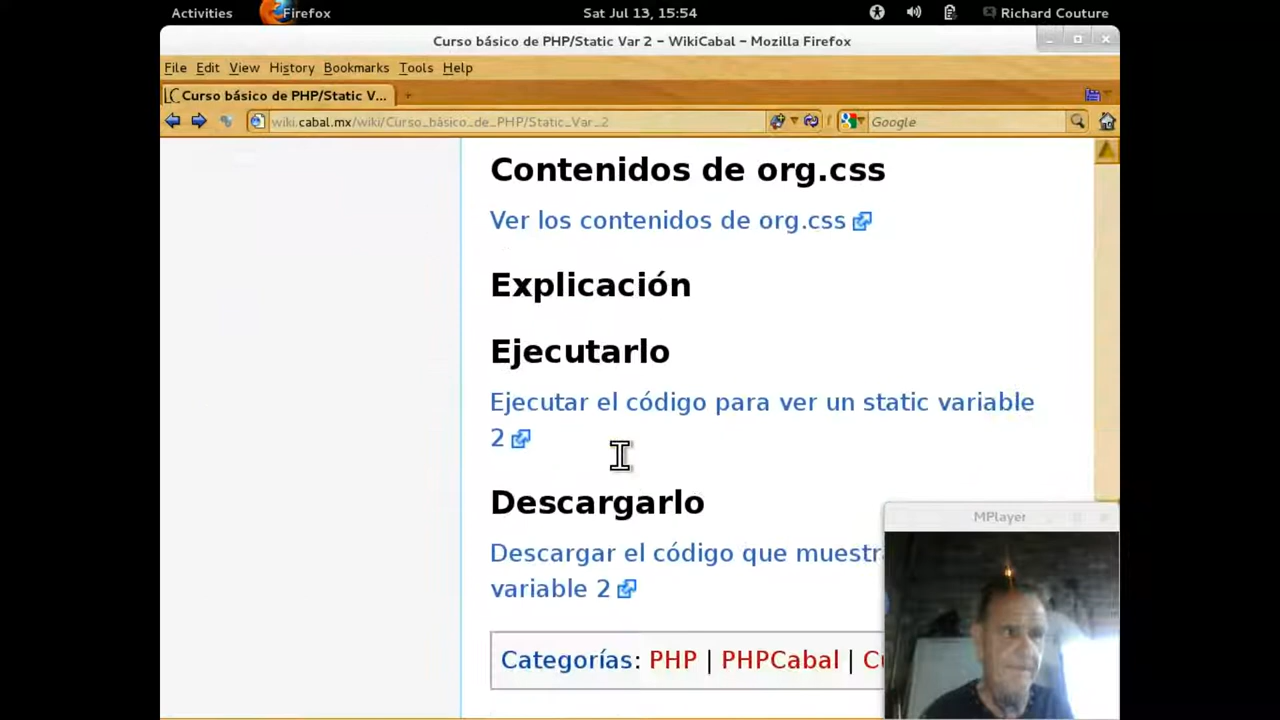 Activities
Firefox
Sat Jul 13, 15:54
Richard Couture
Curso básico de PHP/Static Var 2 - WikiCabal - Mozilla Firefox
File Edit View History Bookmarks Tools Help
Curso básico de PHP/Static V...
wiki.cabal.mx/wiki/Curso_básico_de_PHP/Static_Var_2
Google
Contenidos de org.css
Ver los contenidos de org.css
Explicación
Ejecutarlo
Ejecutar el código para ver un static variable
2
Descargarlo
MPlayer
Descargar el código que muestra
variable 2
Categorías: PHP | PHPCabal |